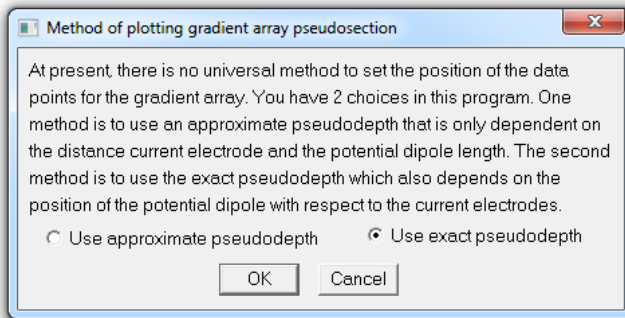 Method of plotting gradient array pseudosection
At present, there is no universal method to set the position of the data
points for the gradient array. You have 2 choices in this program. One
method is to use an approximate pseudodepth that is only dependent on
the distance current electrode and the potential dipole length. The second
method is to use the exact pseudodepth which also depends on the
position of the potential dipole with respect to the current electrodes.
Use approximate pseudodepth Use exact pseudodepth
OK Cancel